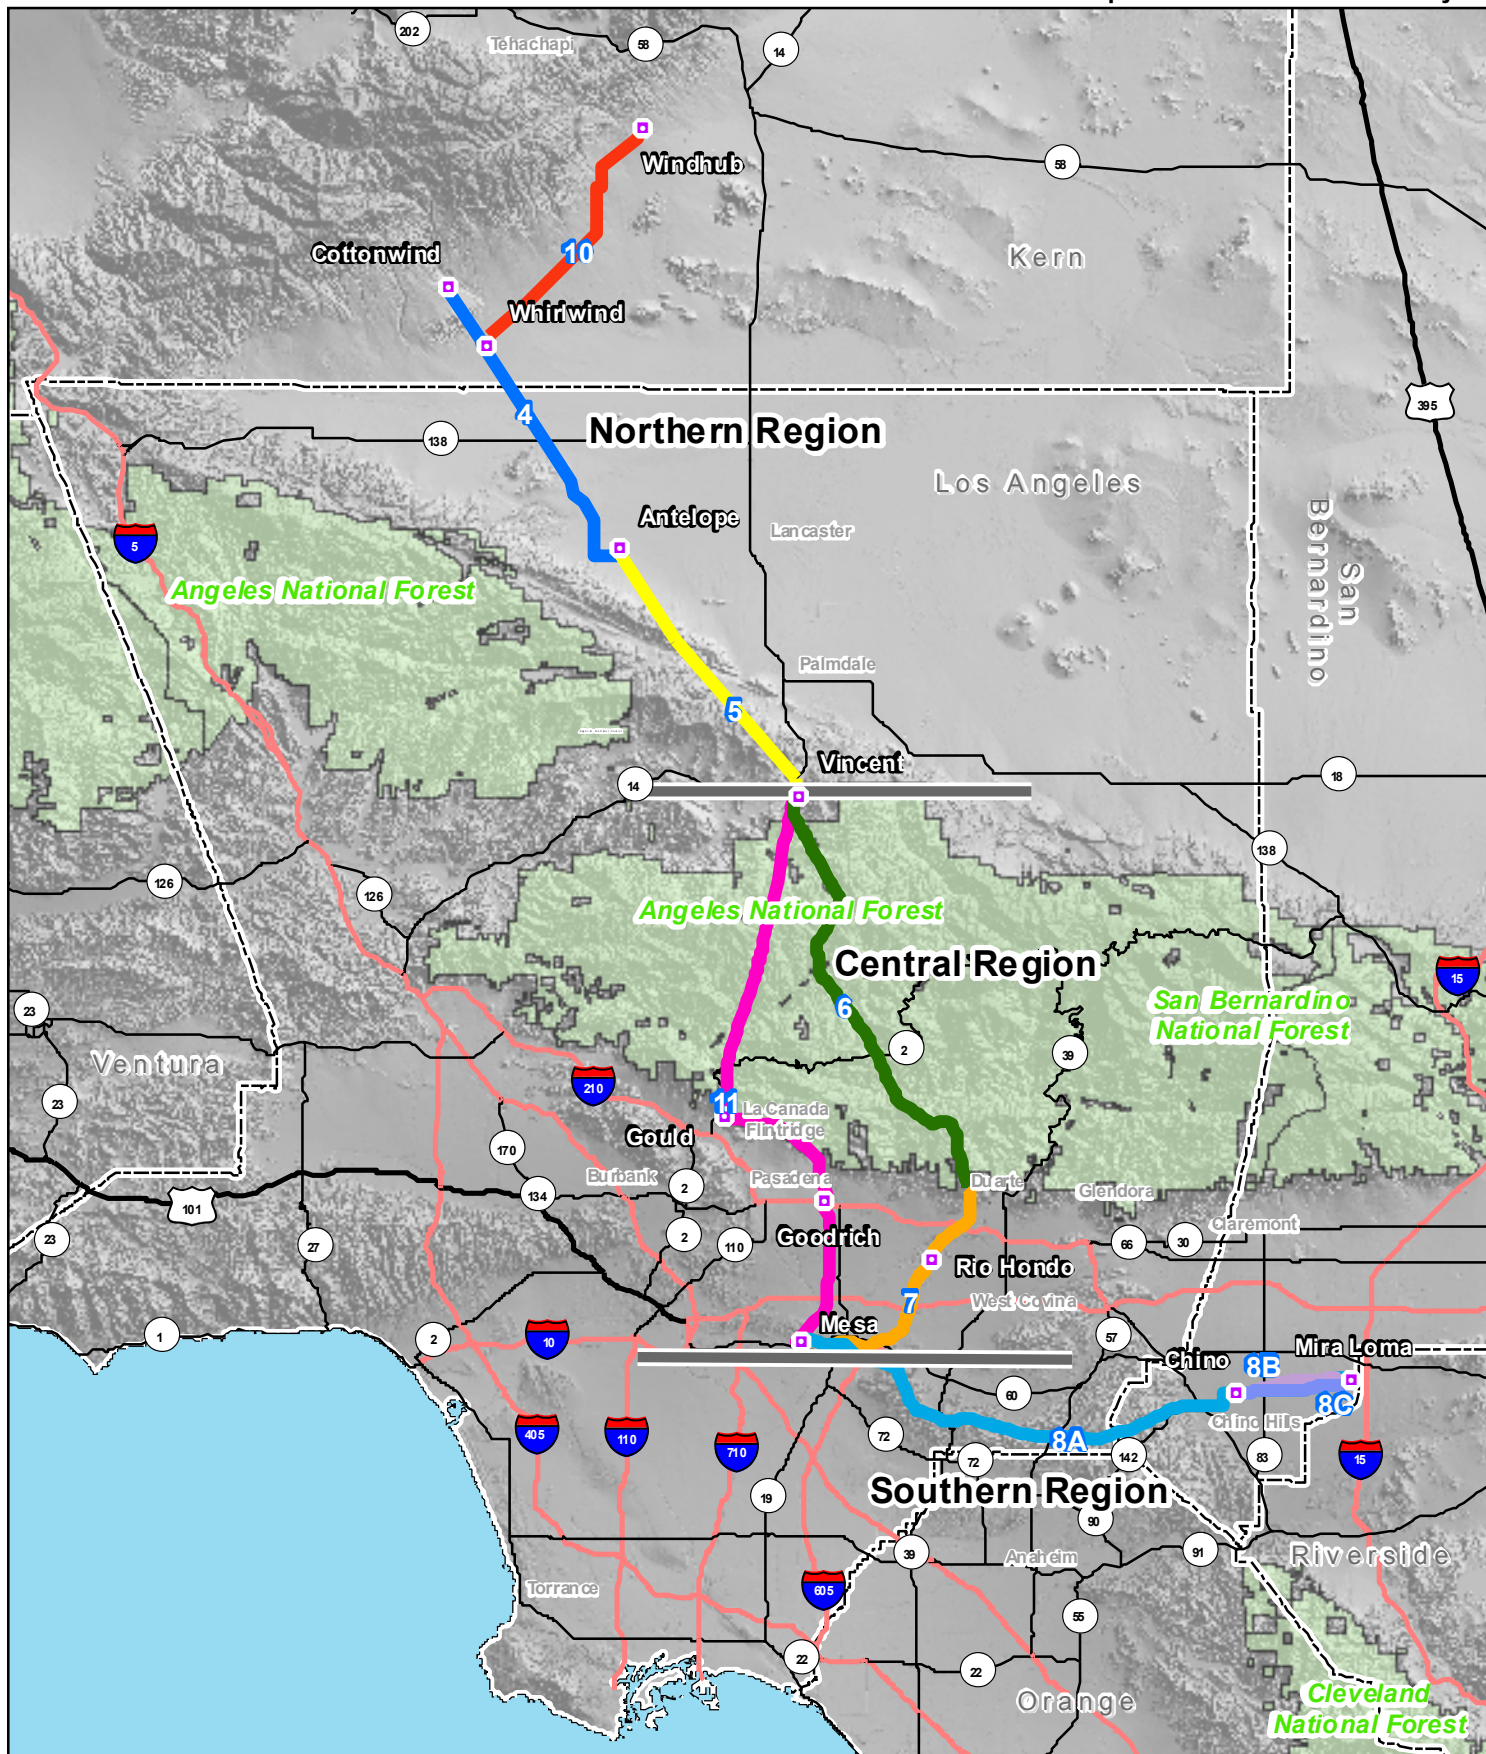 202
Tehachapi
58
14
Windhub
58
Cottonwind
10
Kern
Whirlwind
395
4
Northern Region
138
Los Angeles
Antelope
Lancaster
San
Bernardino
5
Angeles National Forest
Palmdale
5
Vincent
14
18
138
126
126
Angeles National Forest
Central Region
15
23
6
San Bernardino
National Forest
2
39
Ventura
210
23
11
La Canada
Flintridge
Gould
170
Burbank
2
Pasadena
Duarte
Glendora
134
101
Claremont
23
27
2
110
Goodrich
66
30
Rio Hondo
7
West Covina
Mesa
1
2
10
57
Chino
8B
Mira Loma
60
8C
Chino Hills
405
110
710
72
8A
72
142
83
15
Southern Region
19
90
39
Anaheim
91
Riverside
Torrance
605
55
22
22
Orange
Cleveland
National Forest